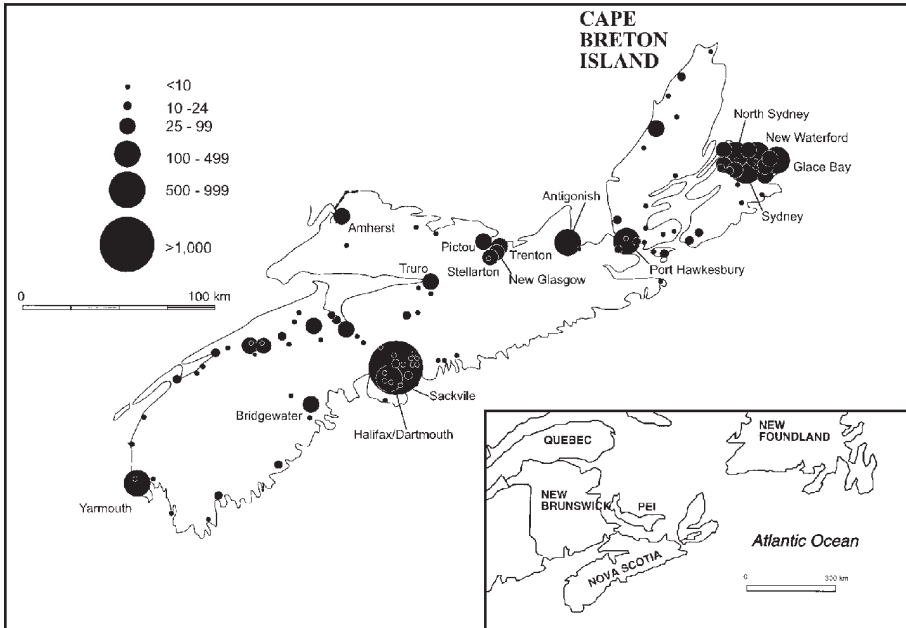 CAPE
BRETON
ISLAND
<10
10 -24
25 - 99
100 - 499
500 - 999
>1,000
0 100 km
North Sydney
New Waterford
Glace Bay
Sydney
Antigonish
Amherst
Pictou
Trenton
Stellarton
New Glasgow
Port Hawkesbury
Truro
Sackville
Bridgewater
Halifax/Dartmouth
Yarmouth
QUEBEC
NEW
FOUNDLAND
NEW
BRUNSWICK
PEI
Atlantic Ocean
NOVA SCOTIA
0 300 km